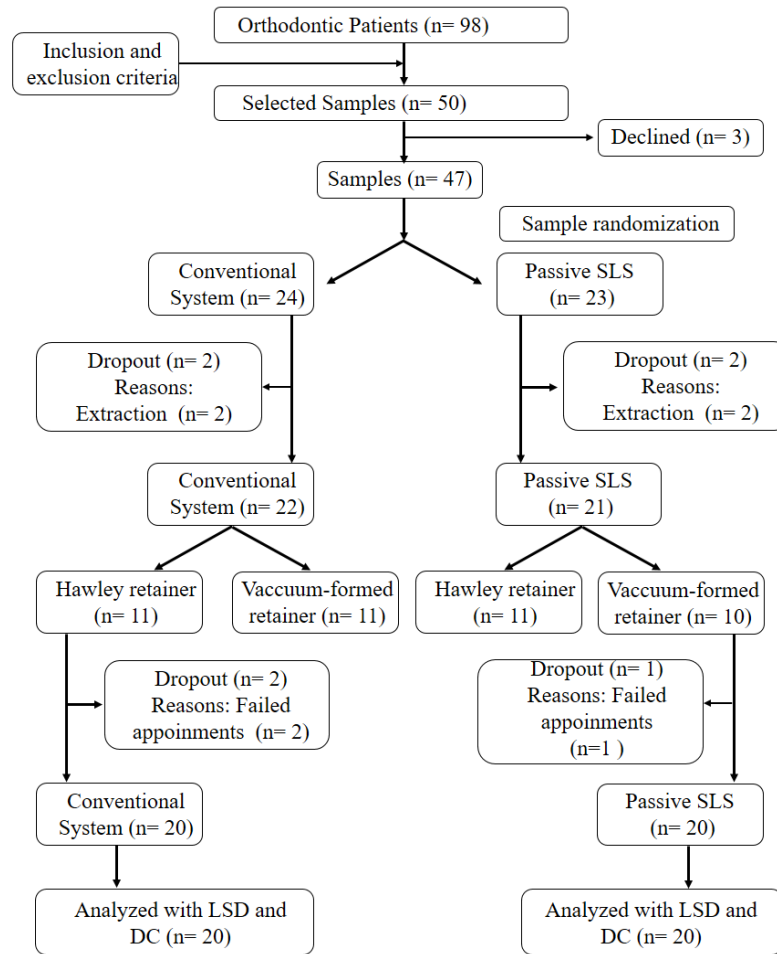 Orthodontic Patients (n= 98)
Inclusion and
exclusion criteria
Selected Samples (n= 50)
Declined (n= 3)
Samples (n= 47)
Sample randomization
Conventional
System (n= 24)
Passive SLS
(n= 23)
Dropout (n= 2)
Reasons:
Extraction (n= 2)
Dropout (n= 2)
Reasons:
Extraction (n= 2)
Conventional
System (n= 22)
Passive SLS
(n= 21)
Hawley retainer
(n= 11)
Vaccuum-formed
retainer (n= 11)
Hawley retainer
(n= 11)
Vaccuum-formed
retainer (n= 10)
Dropout (n= 2)
Reasons: Failed
appoinments (n= 2)
Dropout (n= 1)
Reasons: Failed
appoinments
(n=1 )
Conventional
System (n= 20)
Passive SLS
(n= 20)
Analyzed with LSD and
DC (n= 20)
Analyzed with LSD and
DC (n= 20)